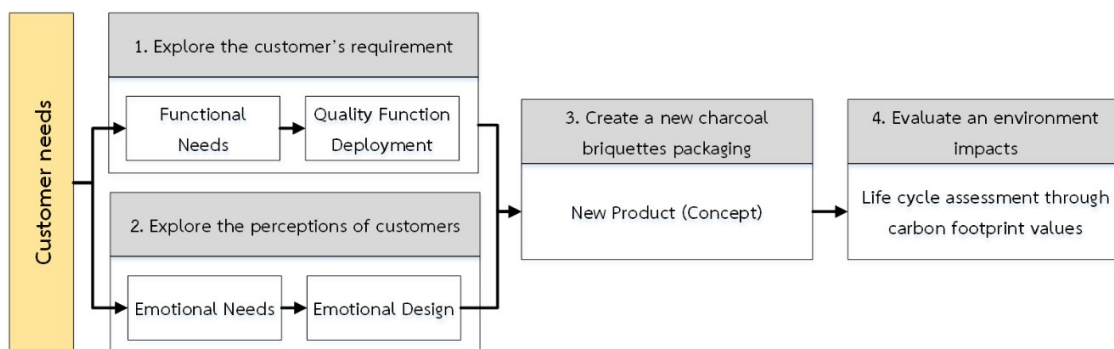 Customer needs
1. Explore the customer's requirement
Functional
Needs
Quality Function
Deployment
2. Explore the perceptions of customers
Emotional Needs
Emotional Design
3. Create a new charcoal
briquettes packaging
New Product (Concept)
4. Evaluate an environment
impacts
Life cycle assessment through
carbon footprint values